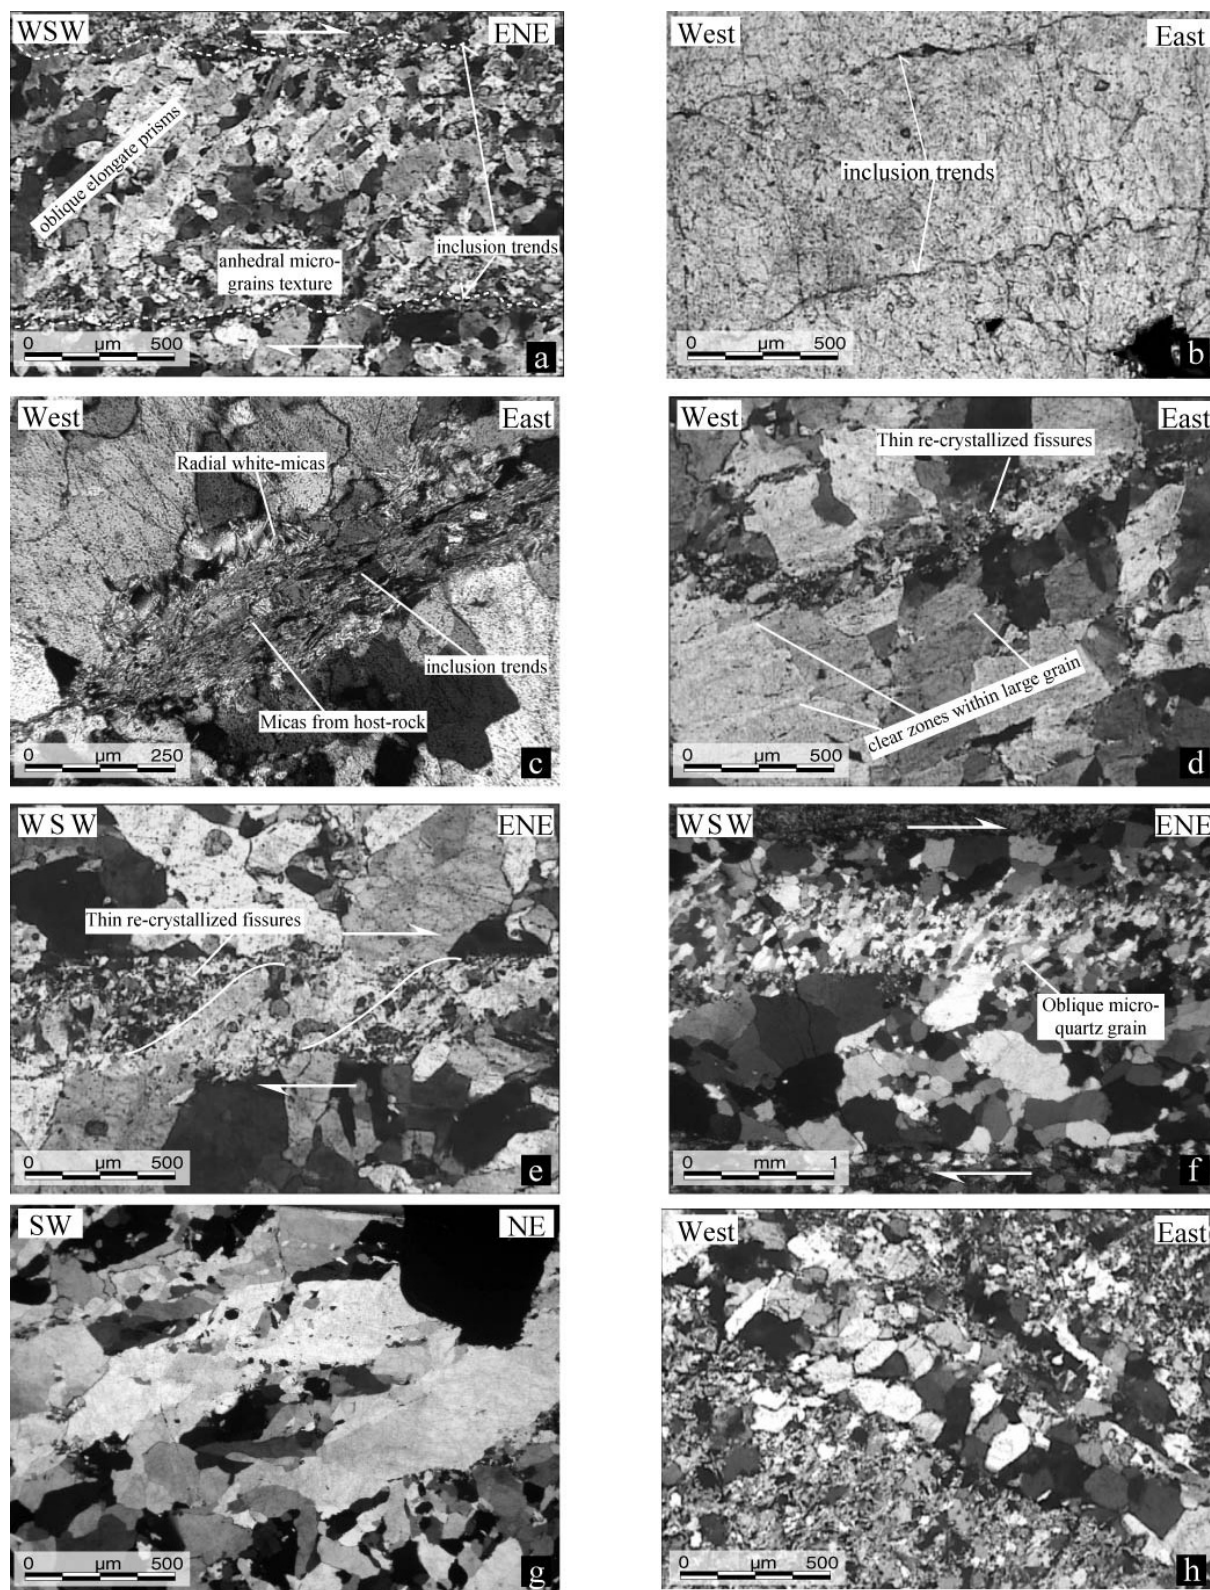 WSW
ENE
oblique elongate prisms
inclusion trends
anhedral micro-
grains texture
0 µm 500
a
West
East
inclusion trends
0 µm 500
b
West
East
Radial white-micas
inclusion trends
Micas from host-rock
0 µm 250
c
West
East
Thin re-crystallized fissures
clear zones within large grain
0 µm 500
d
WSW
ENE
Thin re-crystallized fissures
0 µm 500
e
WSW
ENE
Oblique micro-
quartz grain
0 mm 1
f
SW
NE
0 µm 500
g
West
East
0 µm 500
h